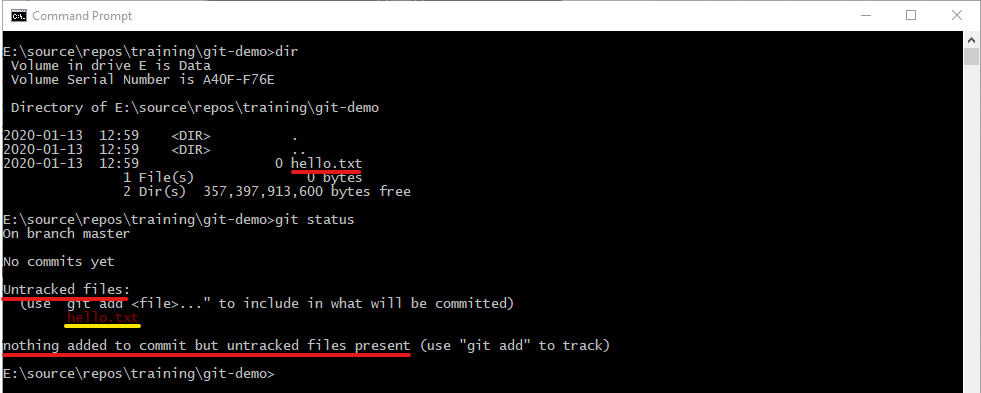 Command Prompt
E:\source\repos\training\git-demo>dir
Volume in drive E is Data
Volume Serial Number is A40F-F76E
Directory of E:\source\repos\training\git-demo
2020-01-13  12:59    <DIR>          .
2020-01-13  12:59    <DIR>          ..
2020-01-13  12:59                 0 hello.txt
1 File(s)              0 bytes
2 Dir(s)  357,397,913,600 bytes free
E:\source\repos\training\git-demo>git status
On branch master
No commits yet
Untracked files:
(use "git add <file>..." to include in what will be committed)
hello.txt
nothing added to commit but untracked files present (use "git add" to track)
E:\source\repos\training\git-demo>